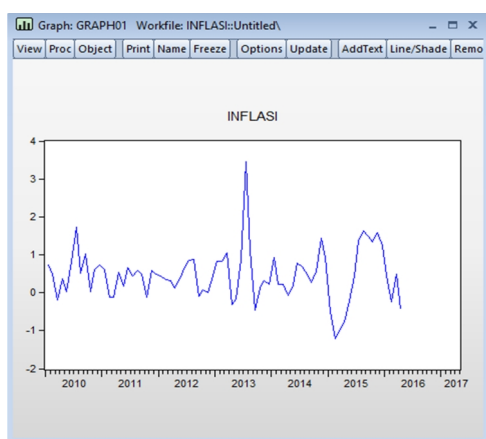 Graph: GRAPH01 Workfile: INFLASI::Untitled\
View Proc Object Print Name Freeze Options Update AddText Line/Shade Remo
INFLASI
4
3
2
1
0
-1
-2
2010 2011 2012 2013 2014 2015 2016 2017